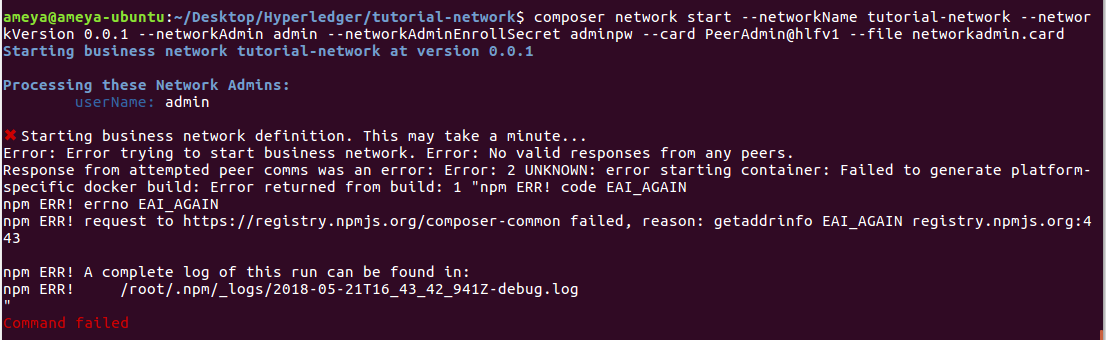 ameya@ameya-ubuntu:~/Desktop/Hyperledger/tutorial-network$ composer network start --networkName tutorial-network --networ
kVersion 0.0.1 --networkAdmin admin --networkAdminEnrollSecret adminpw --card PeerAdmin@hlfv1 --file networkadmin.card
Starting business network tutorial-network at version 0.0.1
Processing these Network Admins:
userName: admin
✖ Starting business network definition. This may take a minute...
Error: Error trying to start business network. Error: No valid responses from any peers.
Response from attempted peer comms was an error: Error: 2 UNKNOWN: error starting container: Failed to generate platform-
specific docker build: Error returned from build: 1 "npm ERR! code EAI_AGAIN
npm ERR! errno EAI_AGAIN
npm ERR! request to https://registry.npmjs.org/composer-common failed, reason: getaddrinfo EAI_AGAIN registry.npmjs.org:4
43
npm ERR! A complete log of this run can be found in:
npm ERR!     /root/.npm/_logs/2018-05-21T16_43_42_941Z-debug.log
"
Command failed